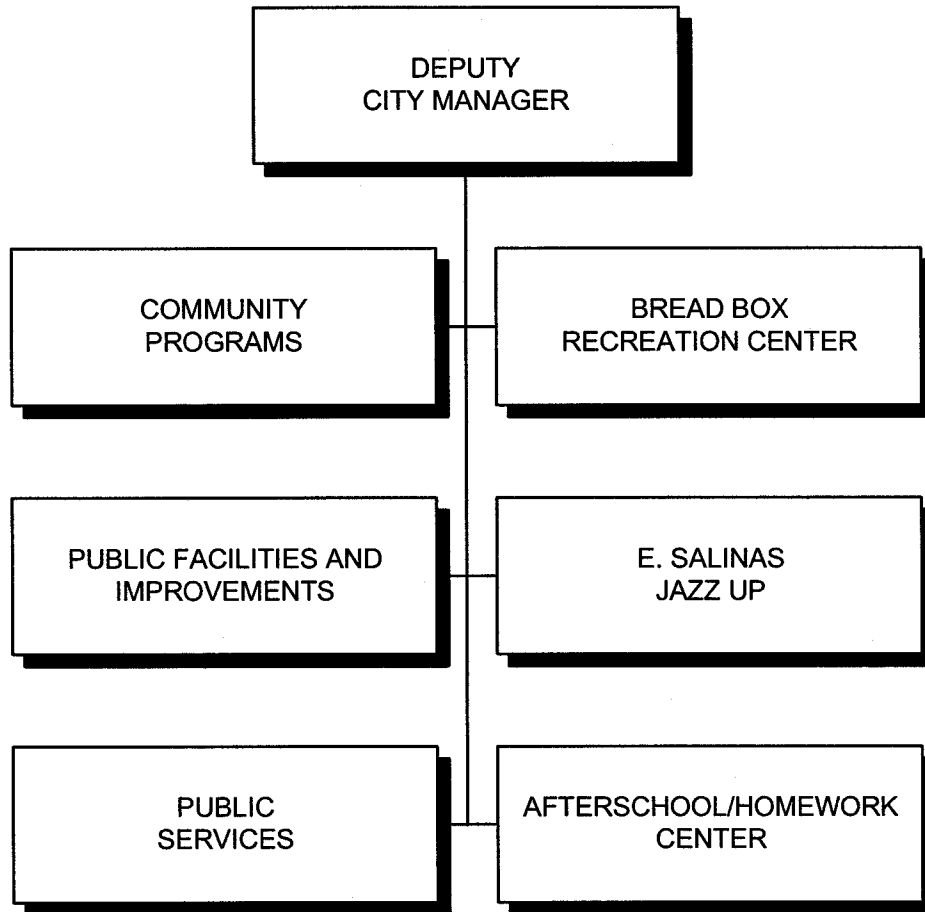 DEPUTY
CITY MANAGER
COMMUNITY
PROGRAMS
BREAD BOX
RECREATION CENTER
PUBLIC FACILITIES AND
IMPROVEMENTS
E. SALINAS
JAZZ UP
PUBLIC
SERVICES
AFTERSCHOOL/HOMEWORK
CENTER